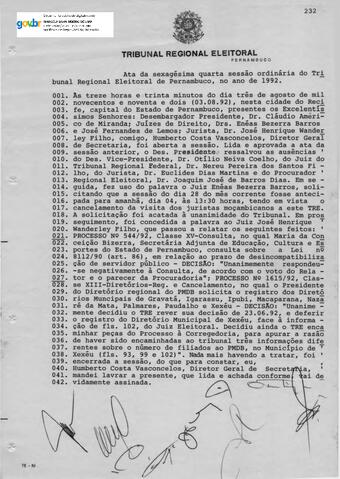 232
TRIBUNAL REGIONAL ELEITORAL
PERNAMBUCO
Ata da sexagésima quarta sessão ordinária do Tri
bunal Regional Eleitoral de Pernambuco, no ano de 1992.
001. Às treze horas e trinta minutos do dia três de agosto de mil
002. novecentos e noventa e dois (03.08.92), nesta cidade do Reci
003. fe, capital do Estado de Pernambuco, presentes os Excelentís
004. simos Senhores: Desembargador Presidente, Dr. Cláudio Améri
005. co de Miranda; Juízes de Direito, Drs. Enéas Bezerra Barros
006. e José Fernandes de Lemos; Jurista, Dr. José Henrique Wander
007. ley Filho, comigo, Humberto Costa Vasconcelos, Diretor Geral
008. de Secretaria, foi aberta a sessão. Lida e aprovada a ata da
009. sessão anterior, o Des. Presidente: ressalvou as ausências
010. do Des. Vice-Presidente, Dr. Otílio Neiva Coelho, do Juiz do
011. Tribunal Regional Federal, Dr. Nereu Pereira dos Santos Fi
012. lho, do Jurista, Dr. Euclides Dias Martins e do Procurador
013. Regional Eleitoral, Dr. Joaquim de Barros Dias. Em se-
014. guida, fez uso da palavra o Juiz Enéas Bezerra Barros, soli-
015. citando que a sessão do dia 28 do mês corrente fosse anteci-
016. pada para amanhã, dia 04, às 13:30 horas, tendo em vista o
017. cancelamento da visita dos juristas moçambicanos a este TRE.
018. A solicitação foi acatada à unanimidade do Tribunal. Em pros
019. seguimento, foi concedida a palavra ao Juiz José Henrique
020. Wanderley Filho, que passou a relatar os seguintes feitos:
021. PROCESSO Nº 544/92, Classe XV-Consulta, no qual Maria da Con
022. ceição Bizerra, Secretária Adjunta de Educação, Cultura e Es
023. portes do Estado de Pernambuco, consulta sobre a Lei nº
024. 8112/90 (art. 86), em relação ao prazo de desincompatibiliza
025. ção de servidor público - DECISÃO: "Unanimemente responderu-
026. -se negativamente à Consulta, de acordo com o voto do Rela-
027. tor e o parecer da Procuradoria"; PROCESSO Nº 1615/92, Clas-
028. se XIII-Diretórios-Reg. e Cancelamento, no qual o Presidente
029. do Diretório regional do PMDB solicita o registro dos Diretó
030. rios Municipais de Gravatá, Igarassu, Ipubi, Macaparana, Naza
031. ré da Mata, Palmares, Paudalho e Xexéu - DECISÃO: "Unanime-
032. mente decidiu o TRE rever sua decisão de 23.06.92, e deferir
033. o registro do Diretório Municipal de Xexéu, face à informa-
034. ção de fls. 102, do Juiz Eleitoral. Decidiu ainda o TRE enca
035. minhar peças do Processo à Corregedoria, para apurar a razão
036. de haver sido encaminhadas ao tribunal três informações dife
037. rentes sobre o número de filiados ao PMDB, no Município de
038. Xexéu (fls. 93, 99 e 102)". Nada mais havendo a tratar, foi
039. encerrada a sessão, do que para constar, eu,
040. Humberto Costa Vasconcelos, Diretor Geral de Secretaria,
041. mandei lavrar a presente, que lida e achada conforme, vai de
042. vidamente assinada.
TE - 80